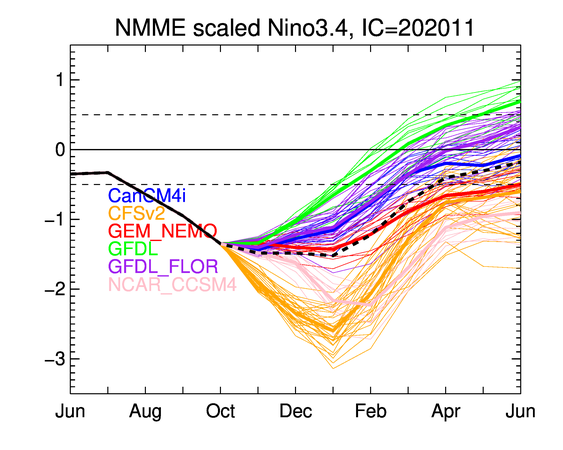 NMME scaled Nino3.4, IC=202011
1
0
−1
−2
−3
CanCM4i
CFSv2
GEM_NEMO
GFDL
GFDL_FLOR
NCAR_CCSM4
Jun Aug Oct Dec Feb Apr Jun